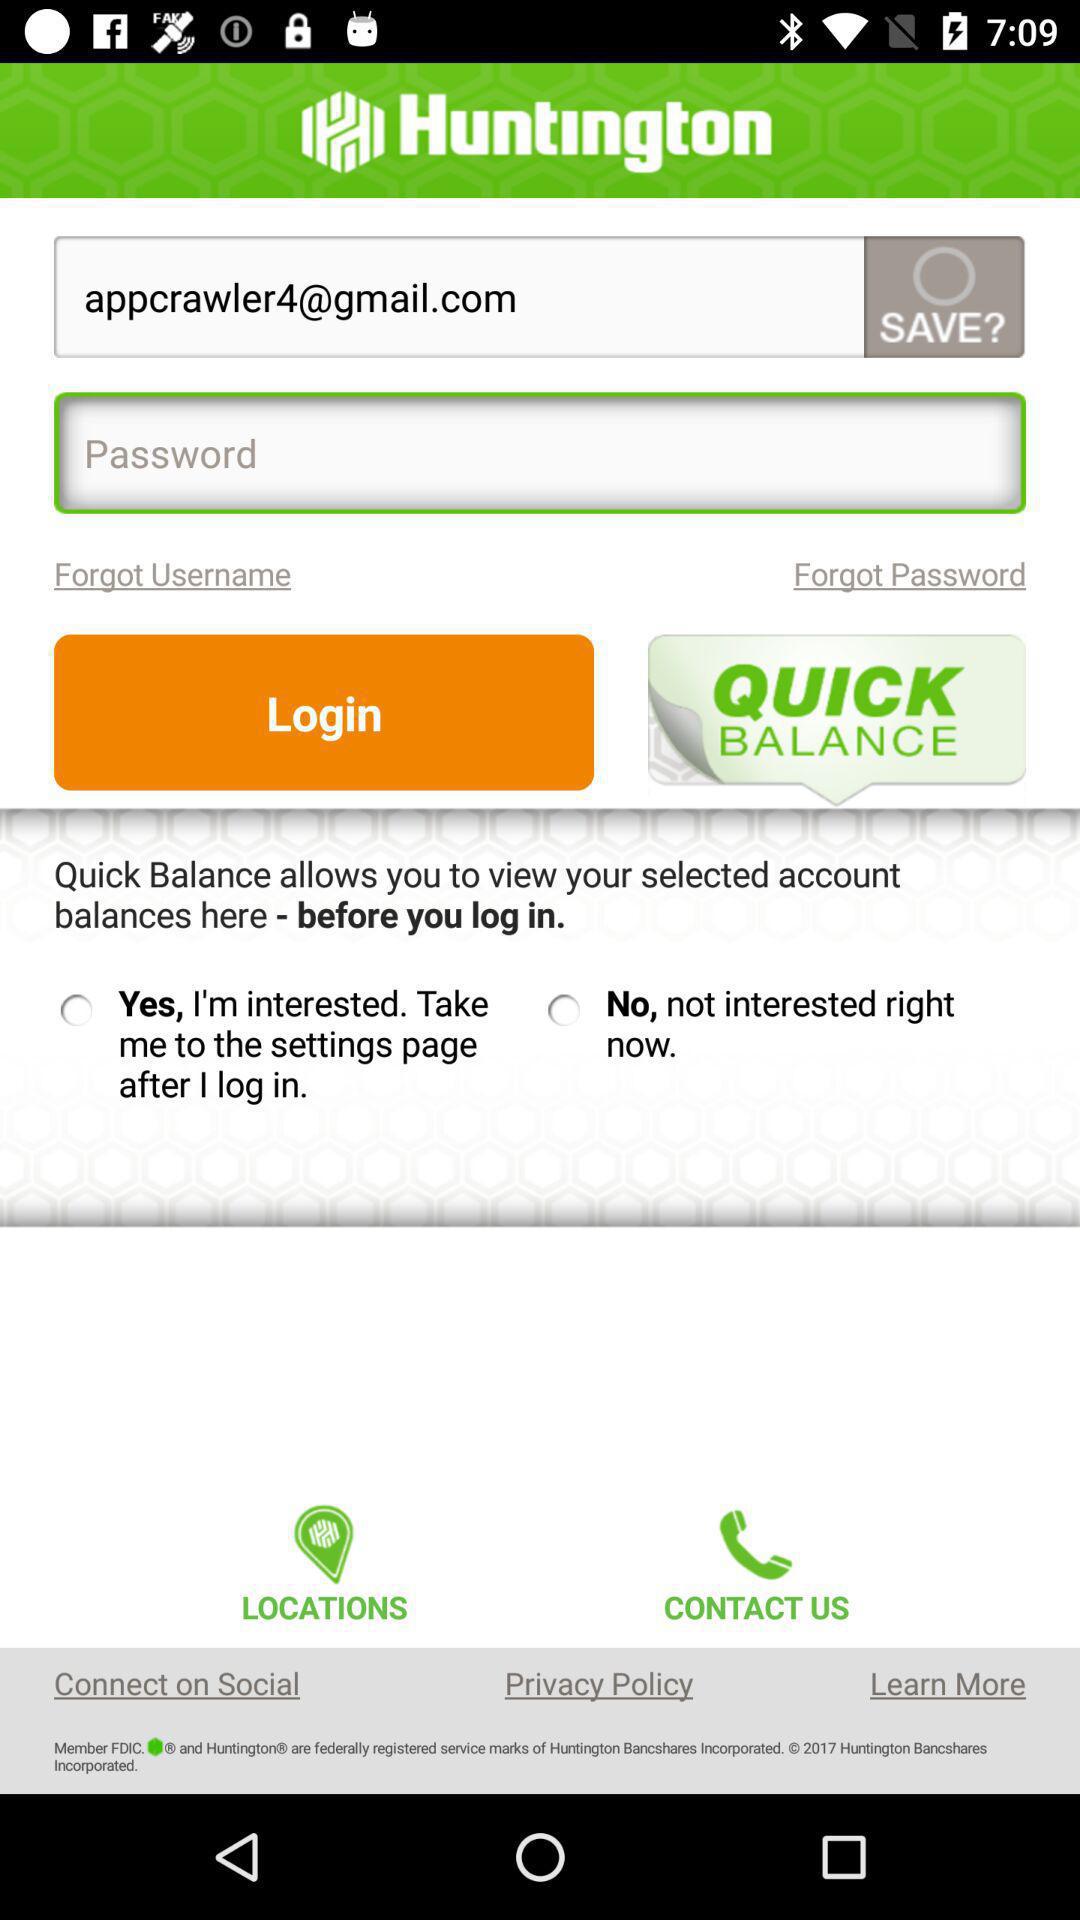 FAK
7:09
Huntington
appcrawler4@gmail.com
SAVE?
Password
Forgot Username
Forgot Password
Login
QUICK
BALANCE
Quick Balance allows you to view your selected account
balances here - before you log in.
Yes, I'm interested. Take
me to the settings page
after I log in.
No, not interested right
now.
LOCATIONS
CONTACT US
Connect on Social
Privacy Policy
Learn More
Member FDIC. ® and Huntington® are federally registered service marks of Huntington Bancshares Incorporated. © 2017 Huntington Bancshares
Incorporated.